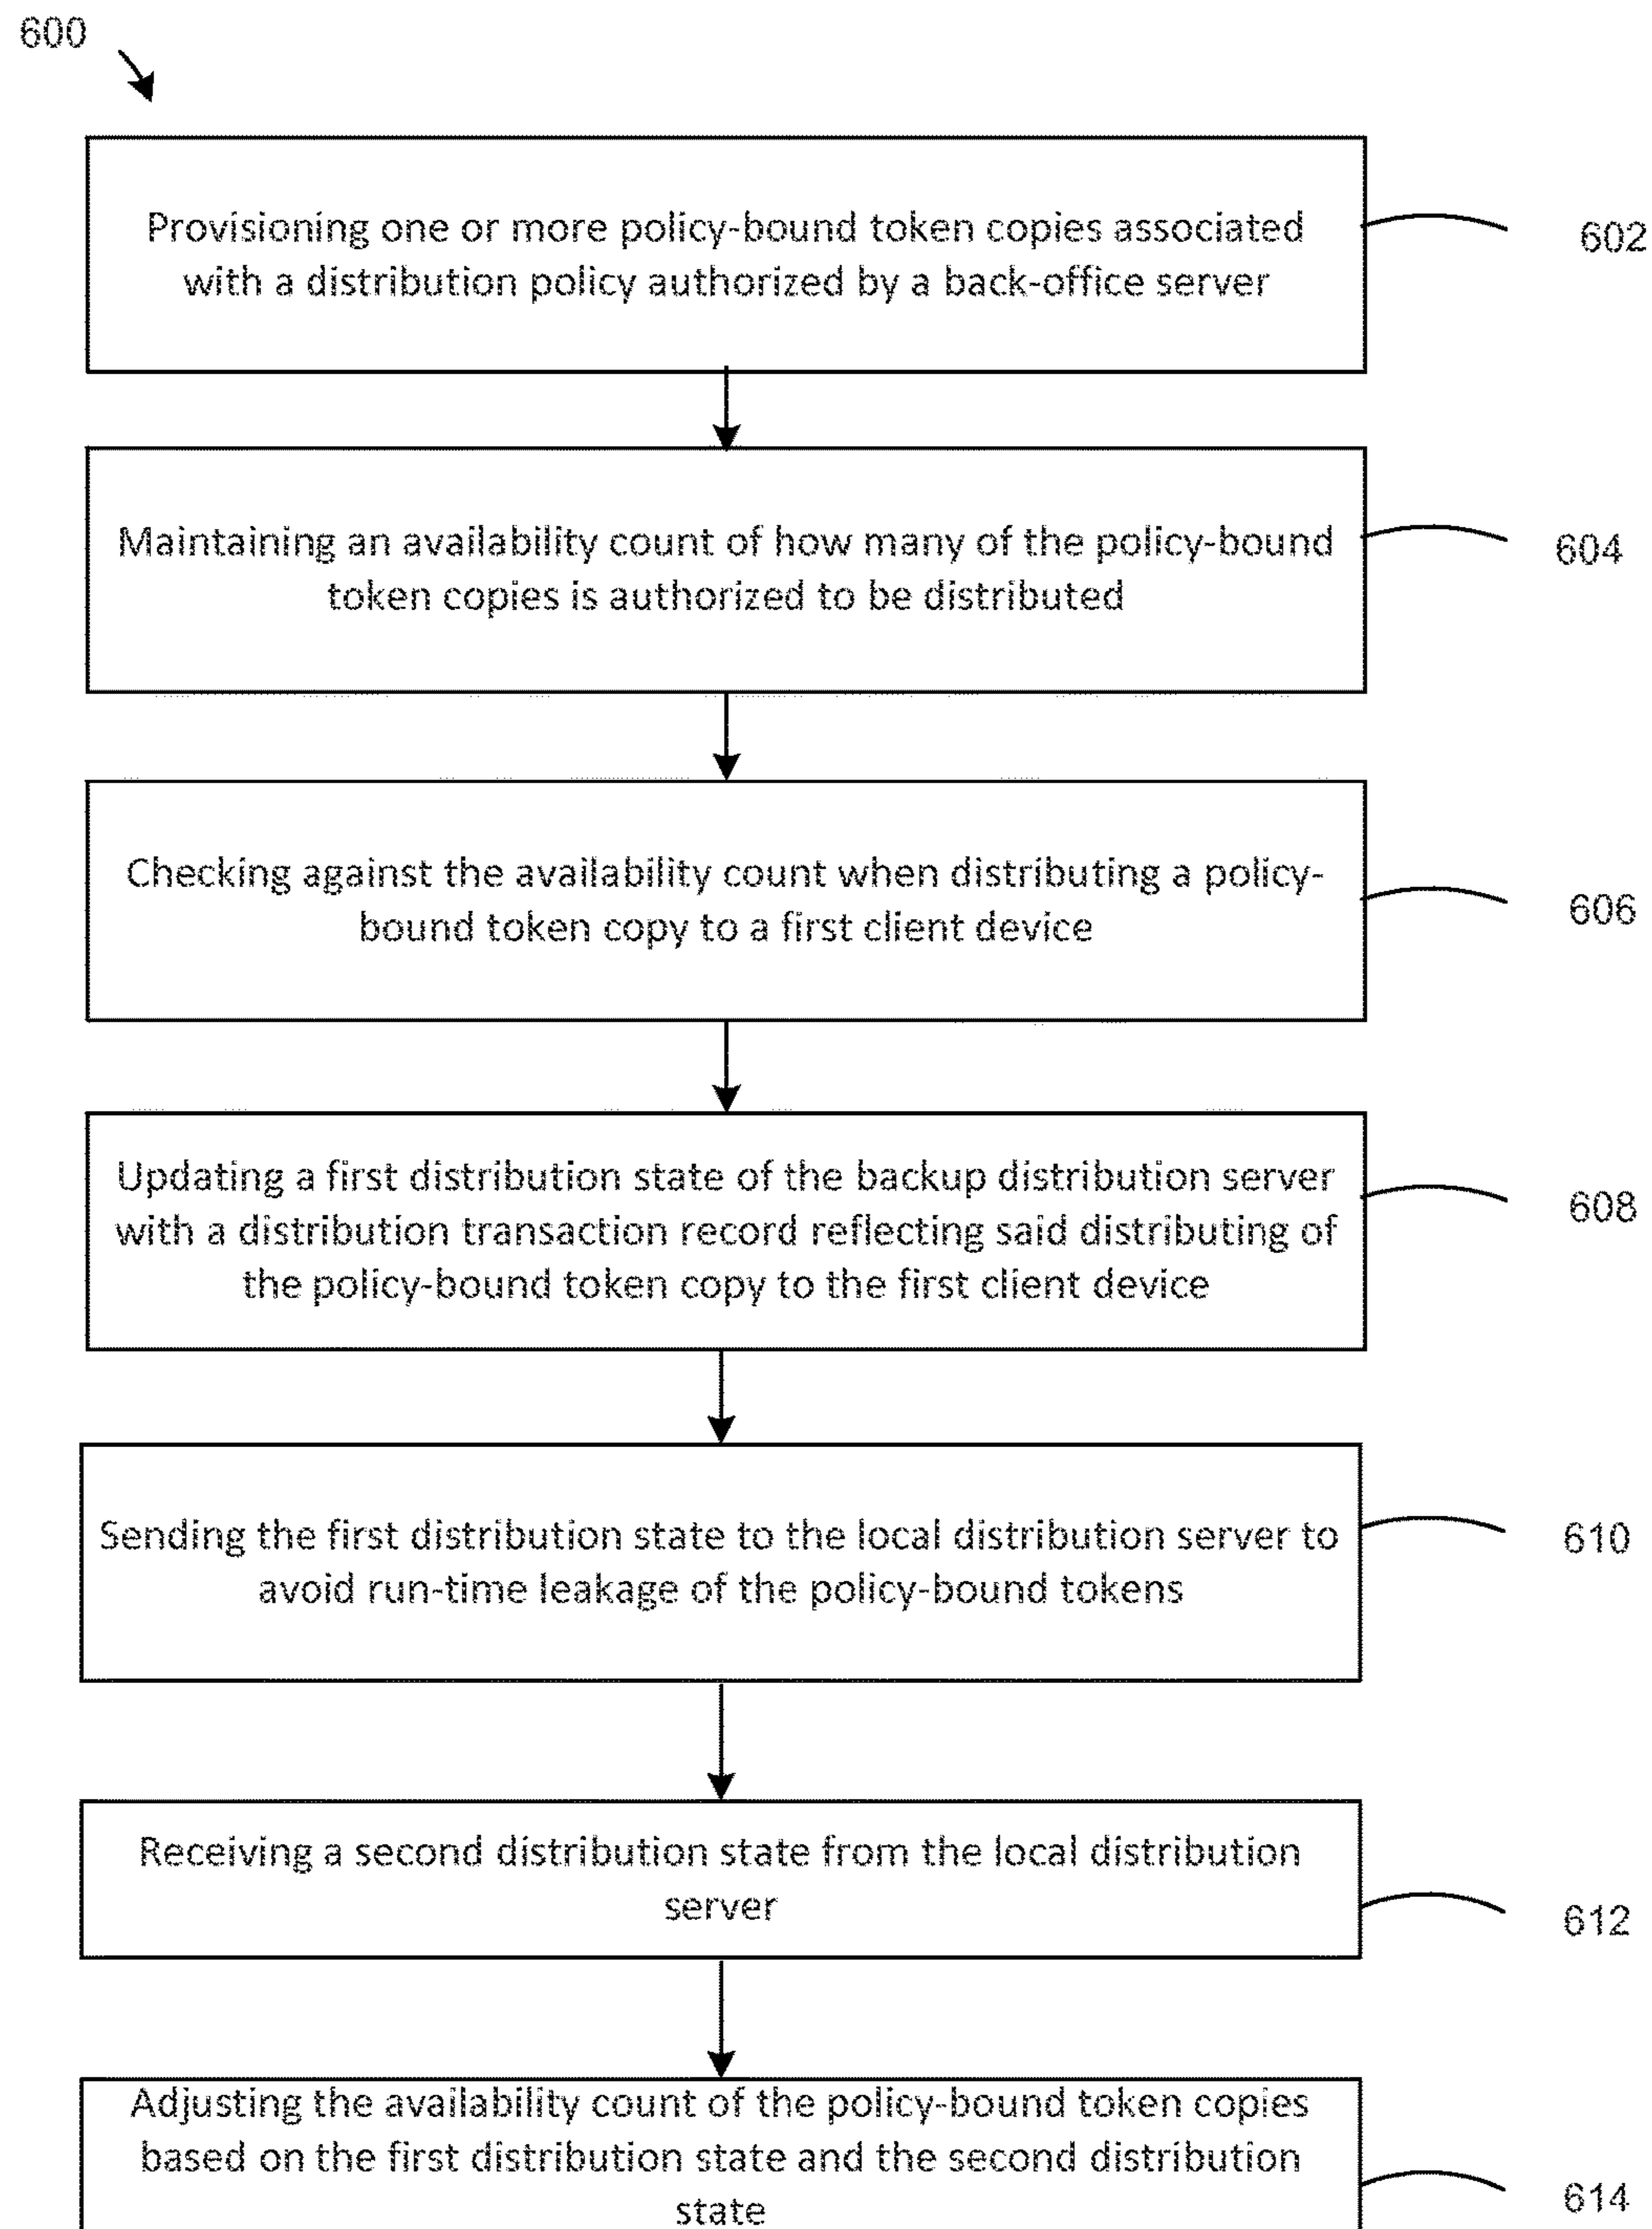 600
Provisioning one or more policy-bound token copies associated
with a distribution policy authorized by a back-office server
602
Maintaining an availability count of how many of the policy-bound
token copies is authorized to be distributed
604
Checking against the availability count when distributing a policy-
bound token copy to a first client device
606
Updating a first distribution state of the backup distribution server
with a distribution transaction record reflecting said distributing of
the policy-bound token copy to the first client device
608
Sending the first distribution state to the local distribution server to
avoid run-time leakage of the policy-bound tokens
610
Receiving a second distribution state from the local distribution
server
612
Adjusting the availability count of the policy-bound token copies
based on the first distribution state and the second distribution
state
614